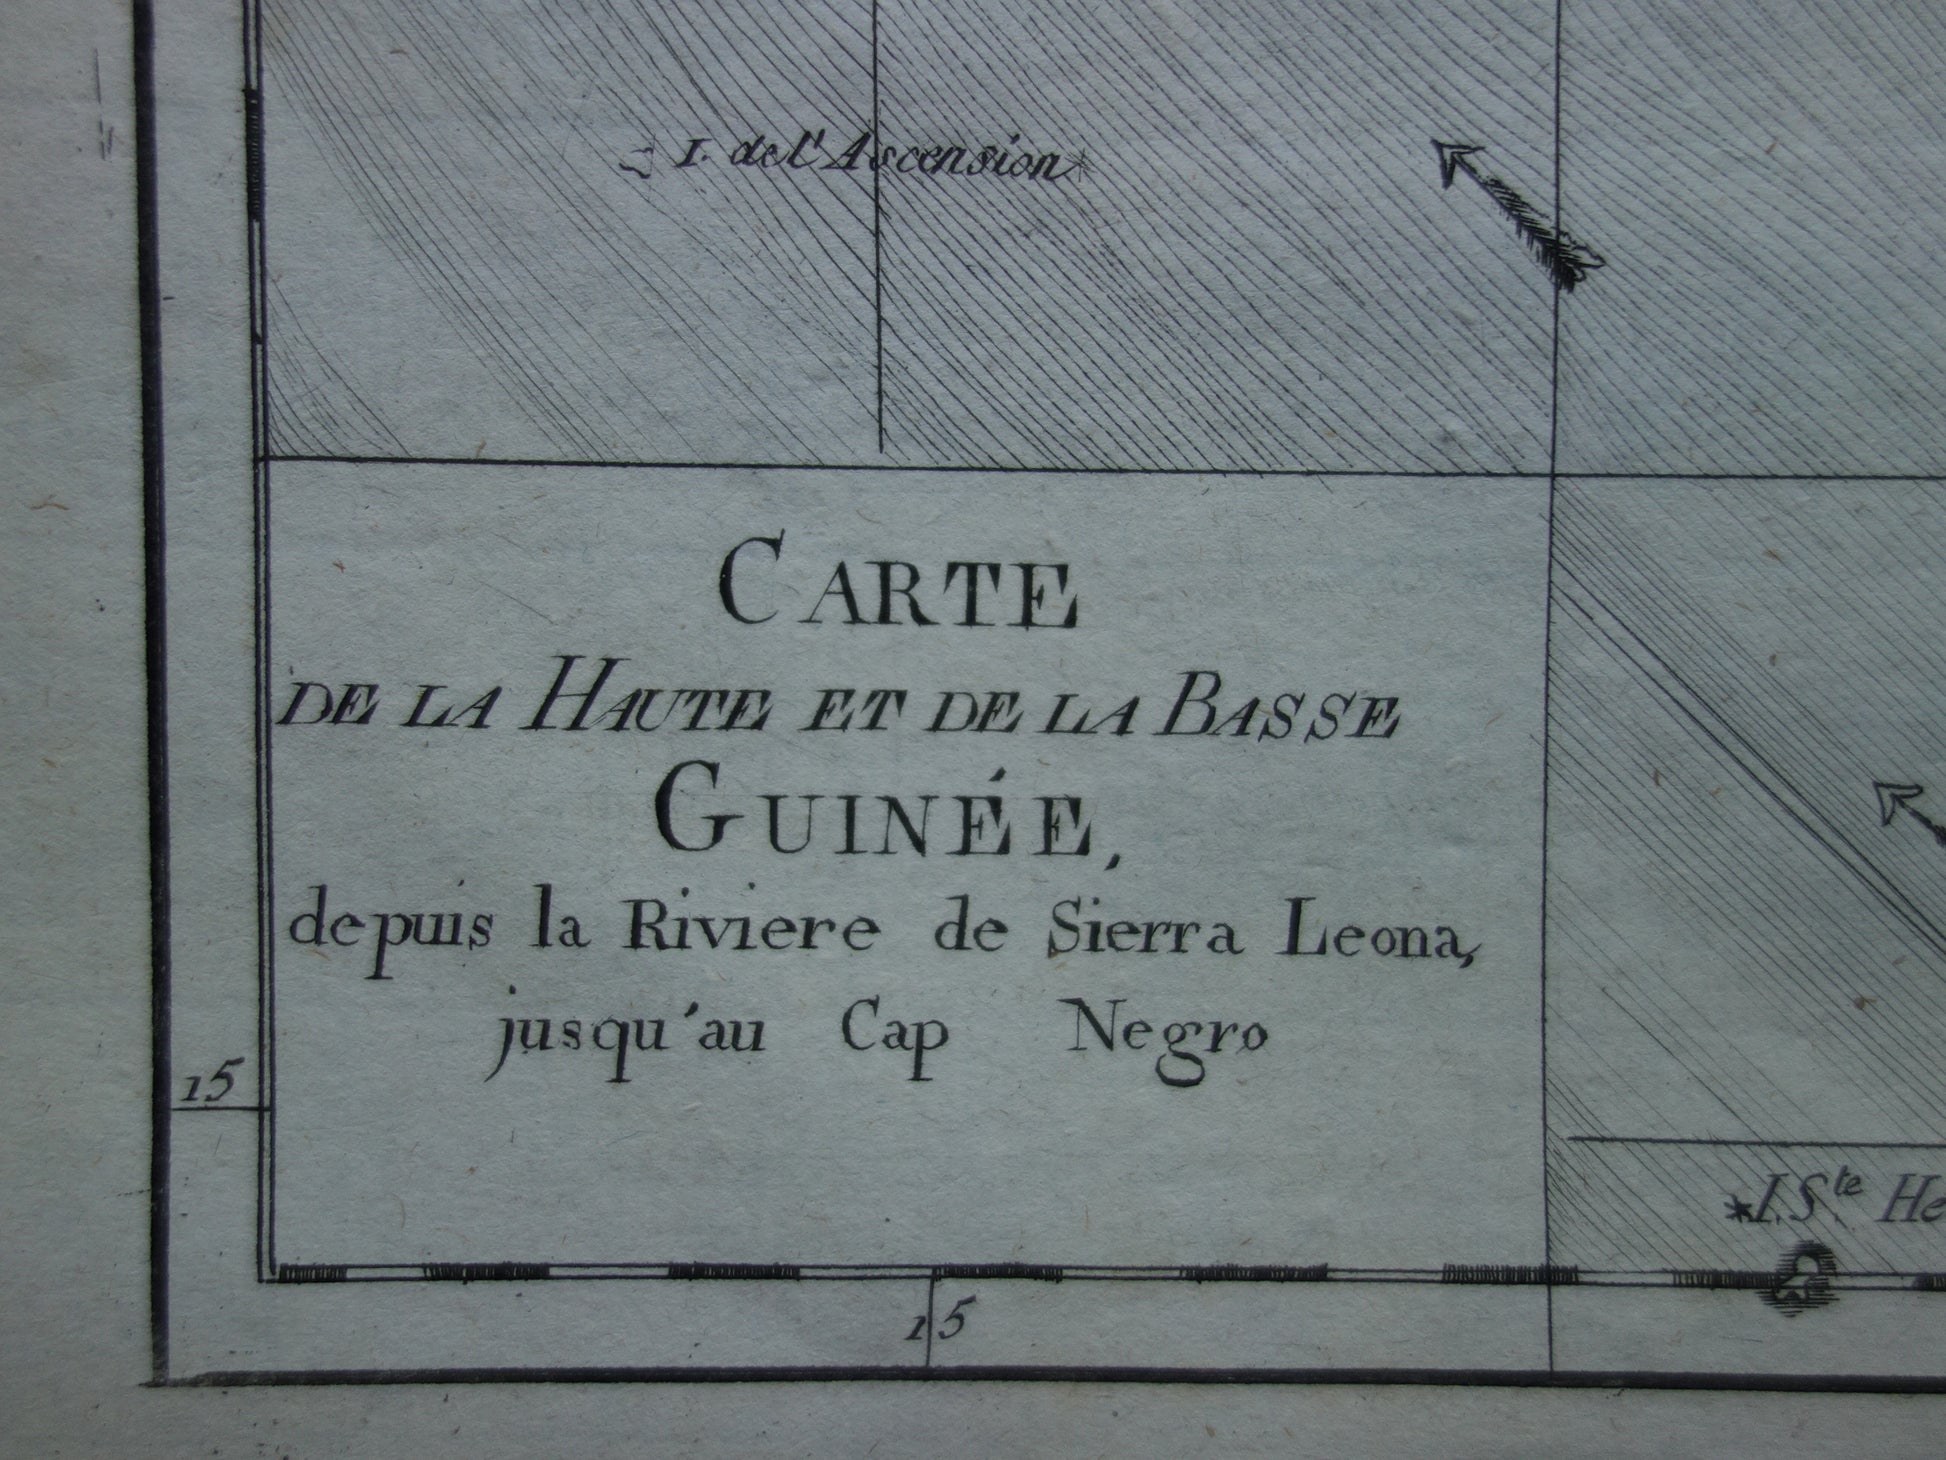 I. de l'Ascension
CARTE
DE LA HAUTE ET DE LA BASSE
GUINÉE,
depuis la Riviere de Sierra Leona,
jusqu'au Cap Negro
15
I. Ste He
15